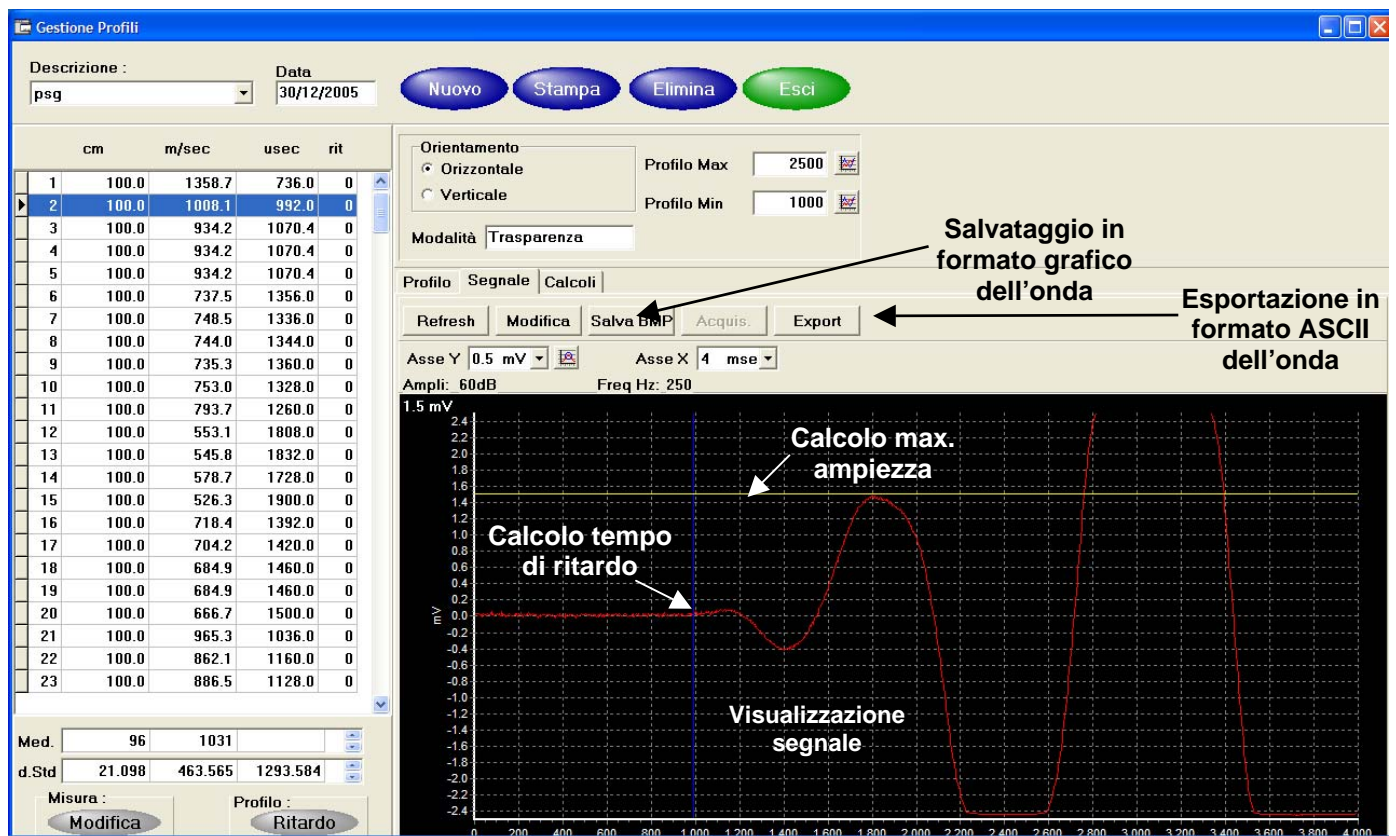 Gestione Profili
Descrizione :
Data
psg
30/12/2005
Nuovo
Stampa
Elimina
Esci
cm m/sec usec rit
1 100.0 1358.7 736.0 0
2 100.0 1008.1 992.0 0
3 100.0 934.2 1070.4 0
4 100.0 934.2 1070.4 0
5 100.0 934.2 1070.4 0
6 100.0 737.5 1356.0 0
7 100.0 748.5 1336.0 0
8 100.0 744.0 1344.0 0
9 100.0 735.3 1360.0 0
10 100.0 753.0 1328.0 0
11 100.0 793.7 1260.0 0
12 100.0 553.1 1808.0 0
13 100.0 545.8 1832.0 0
14 100.0 578.7 1728.0 0
15 100.0 526.3 1900.0 0
16 100.0 718.4 1392.0 0
17 100.0 704.2 1420.0 0
18 100.0 684.9 1460.0 0
19 100.0 684.9 1460.0 0
20 100.0 666.7 1500.0 0
21 100.0 965.3 1036.0 0
22 100.0 862.1 1160.0 0
23 100.0 886.5 1128.0 0
Med. 96 1031
d.Std 21.098 463.565 1293.584
Misura :
Modifica
Profilo :
Ritardo
Orientamento
Orizzontale
Verticale
Profilo Max 2500
Profilo Min 1000
Modalità Trasparenza
Salvataggio in
formato grafico
dell'onda
Esportazione in
formato ASCII
dell'onda
Profilo Segnale Calcoli
Refresh Modifica Salva BMP Acquis. Export
Asse Y 0.5 mV Asse X 4 mse
Ampli: 60dB Freq Hz: 250
1.5 mV
2.4
2.2
2.0
1.8
1.6
1.4
1.2
1.0
0.8
0.6
0.4
0.2
0.0
-0.2
-0.4
-0.6
-0.8
-1.0
-1.2
-1.4
-1.6
-1.8
-2.0
-2.2
-2.4
mV
Calcolo max.
ampiezza
Calcolo tempo
di ritardo
Visualizzazione
segnale
0 200 400 600 800 1.000 1.200 1.400 1.600 1.800 2.000 2.200 2.400 2.600 2.800 3.000 3.200 3.400 3.600 3.800 4.000